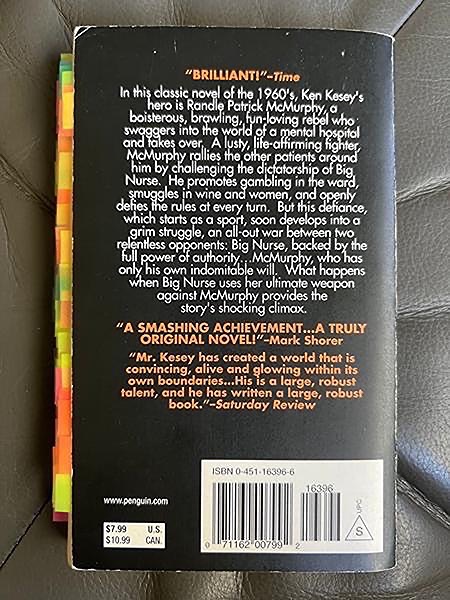 "BRILLIANT!"–Time
In this classic novel of the 1960's, Ken Kesey's
hero is Randle Patrick McMurphy, a
boisterous, brawling, fun-loving rebel who
swaggers into the world of a mental hospital
and takes over. A lusty, life-affirming fighter,
McMurphy rallies the other patients around
him by challenging the dictatorship of Big
Nurse. He promotes gambling in the ward,
smuggles in wine and women, and openly
defies the rules at every turn. But this defiance,
which starts as a sport, soon develops into a
grim struggle, an all-out war between two
relentless opponents: Big Nurse, backed by the
full power of authority...McMurphy, who has
only his own indomitable will. What happens
when Big Nurse uses her ultimate weapon
against McMurphy provides the
story's shocking climax.
"A SMASHING ACHIEVEMENT...A TRULY
ORIGINAL NOVEL!"–Mark Shorer
"Mr. Kesey has created a world that is
convincing, alive and glowing within its
own boundaries...His is a large, robust
talent, and he has written a large, robust
book."–Saturday Review
ISBN 0-451-16396-6
16396
www.penguin.com
$7.99 U.S.
$10.99 CAN.
0 71162 00799 2
UPC
S